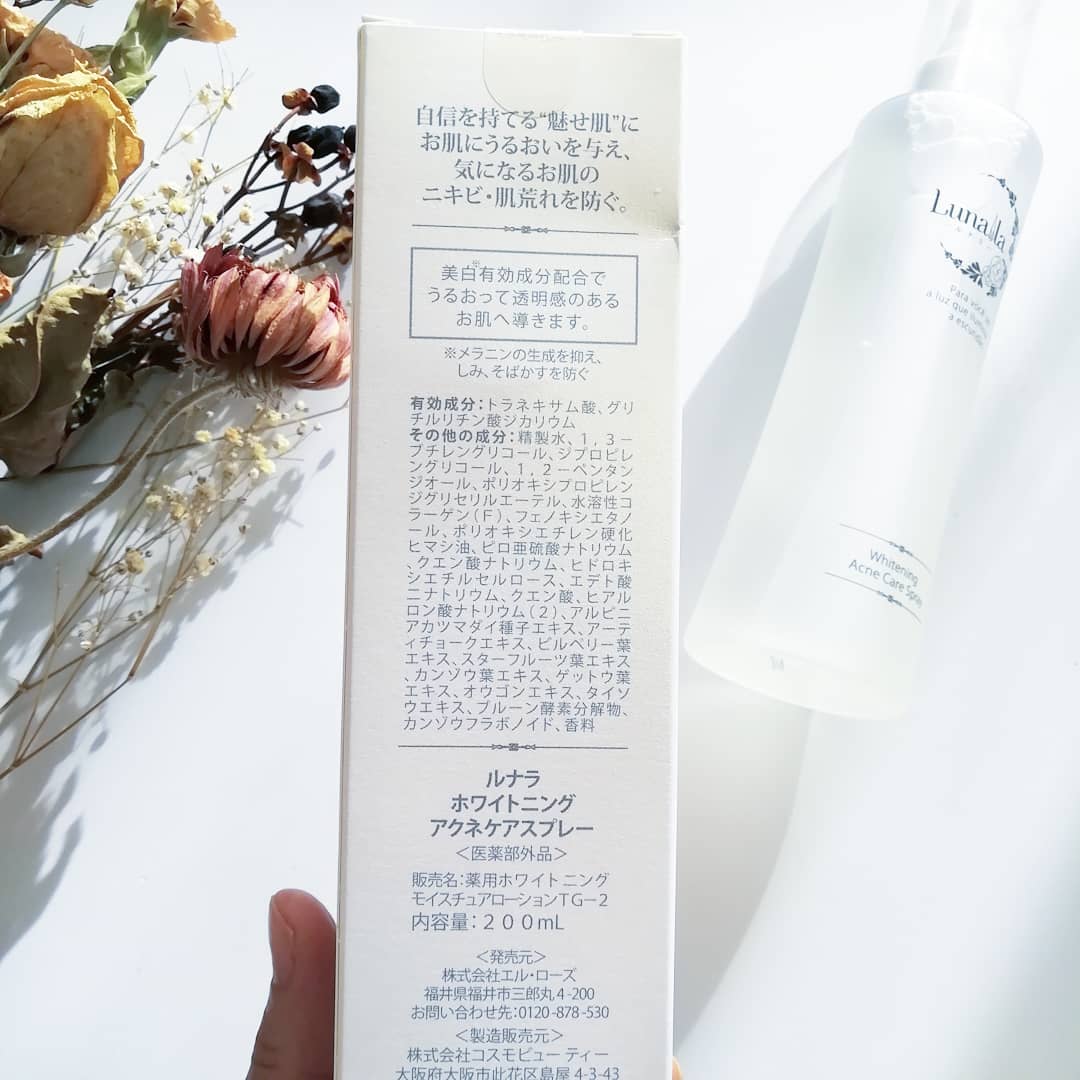 自信を持てる“魅せ肌”に
お肌にうるおいを与え、
気になるお肌の
ニキビ・肌荒れを防ぐ。
美白※有効成分配合で
うるおって透明感のある
お肌へ導きます。
※メラニンの生成を抑え、
しみ、そばかすを防ぐ
有効成分：トラネキサム酸、グリ
チルリチン酸ジカリウム
その他の成分：精製水、1，3－
ブチレングリコール、ジプロピレ
ングリコール、1，2－ペンタン
ジオール、ポリオキシプロピレン
ジグリセリルエーテル、水溶性コ
ラーゲン（F）、フェノキシエタノ
ール、ポリオキシエチレン硬化
ヒマシ油、ピロ亜硫酸ナトリウム
、クエン酸ナトリウム、ヒドロキ
シエチルセルロース、エデト酸
二ナトリウム、クエン酸、ヒアル
ロン酸ナトリウム（2）、アルピニ
アカツマダイ種子エキス、アーテ
ィチョークエキス、ビルベリー葉
エキス、スターフルーツ葉エキス
、カンゾウ葉エキス、ゲットウ葉
エキス、オウゴンエキス、タイソ
ウエキス、プルーン酵素分解物、
カンゾウフラボノイド、香料
ルナラ
ホワイトニング
アクネケアスプレー
＜医薬部外品＞
販売名：薬用ホワイトニング
モイスチュアローションTG－2
内容量：200mL
＜発売元＞
株式会社エル・ローズ
福井県福井市三郎丸4-200
お問い合わせ先：0120-878-530
＜製造販売元＞
株式会社コスモビューティー
大阪府大阪市此花区島屋4-3-43
Lunalla
Para você
a luz que
a escuridão
Whitening
Acne Care Spray